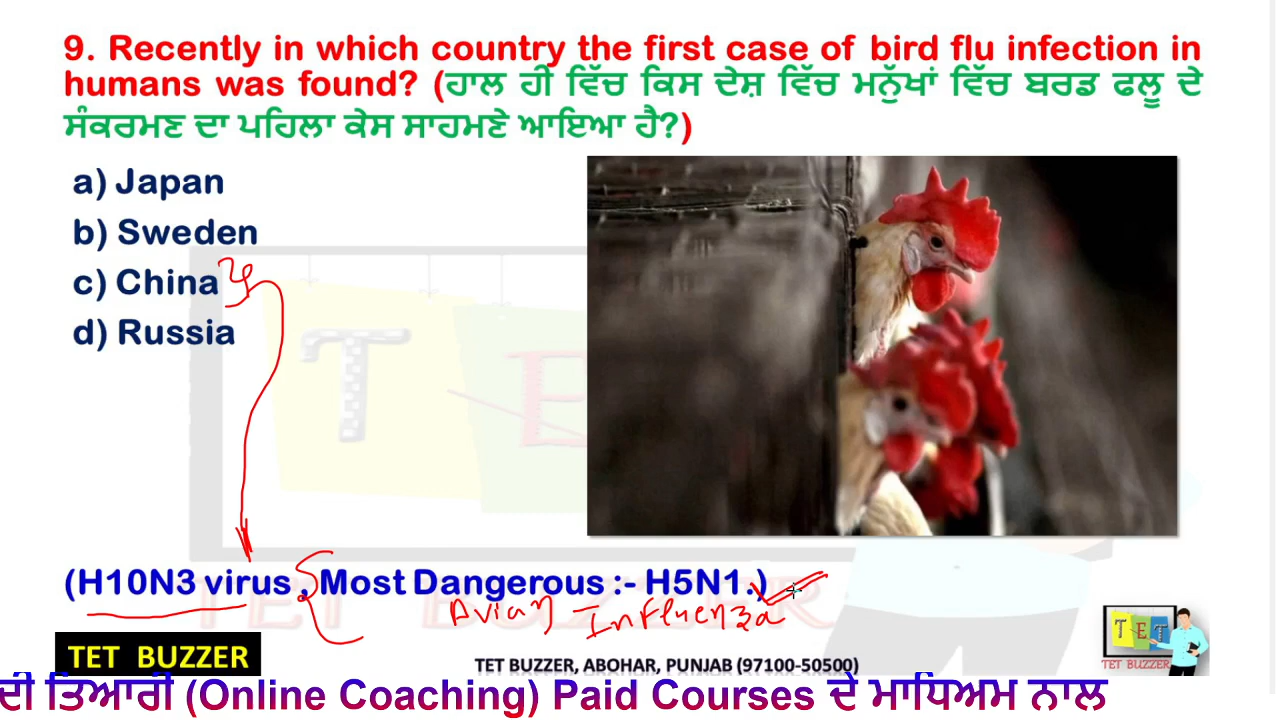 9. Recently in which country the first case of bird flu infection in
humans was found? (ਹਾਲ ਹੀ ਵਿੱਚ ਕਿਸ ਦੇਸ਼ ਵਿੱਚ ਮਨੁੱਖਾਂ ਵਿੱਚ ਬਰਡ ਫਲੂ ਦੇ
ਸੰਕਰਮਣ ਦਾ ਪਹਿਲਾ ਕੇਸ ਸਾਹਮਣੇ ਆਇਆ ਹੈ?)
a) Japan
b) Sweden
c) China
d) Russia
(H10N3 virus , Most Dangerous :- H5N1.)
Avian Influenza
TET BUZZER
TET BUZZER, ABOHAR, PUNJAB (97100-50500)
TET
TET BUZZER
ਦੀ ਤਿਆਰੀ (Online Coaching) Paid Courses ਦੇ ਮਾਧਿਅਮ ਨਾਲ